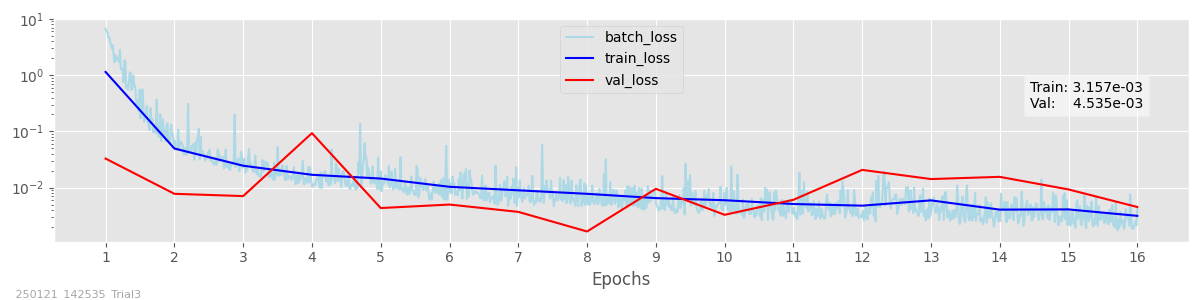 10¹
10⁰
10⁻¹
10⁻²
batch_loss
train_loss
val_loss
Train: 3.157e-03
Val: 4.535e-03
1 2 3 4 5 6 7 8 9 10 11 12 13 14 15 16
Epochs
250121_142535_Trial3